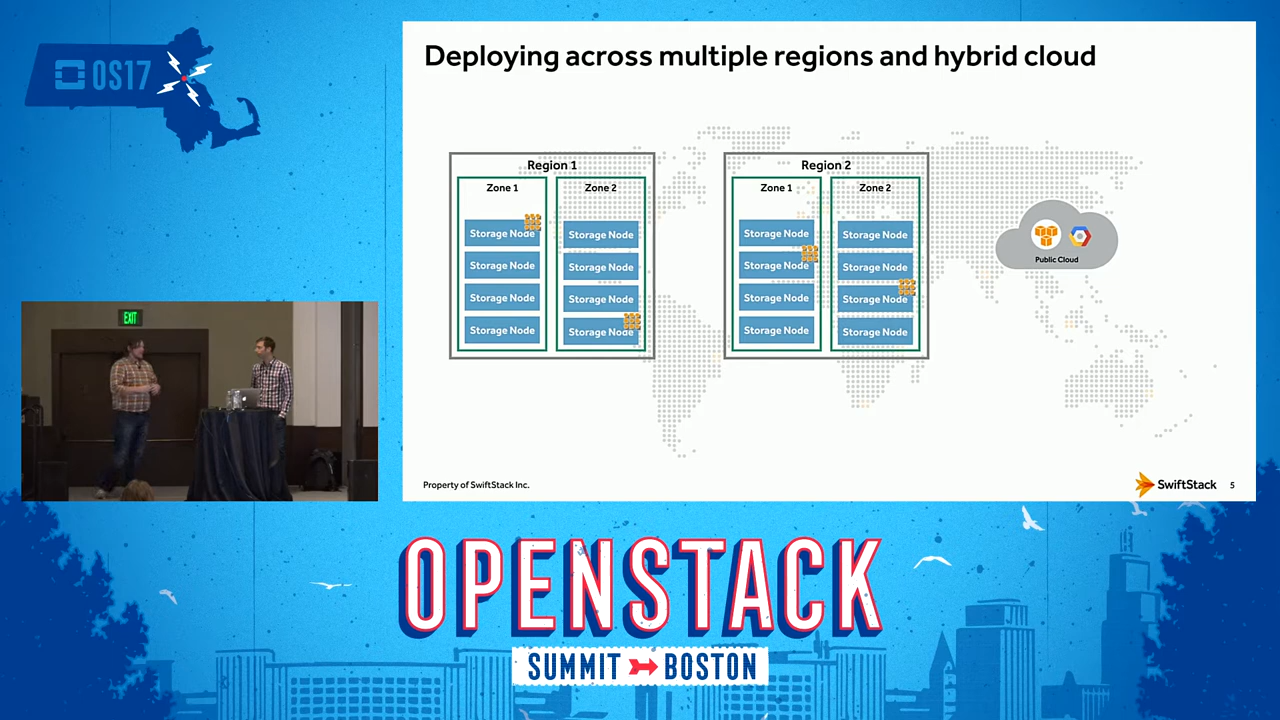 OS17
Deploying across multiple regions and hybrid cloud
Region 1
Zone 1
Storage Node
Storage Node
Storage Node
Storage Node
Zone 2
Storage Node
Storage Node
Storage Node
Storage Node
Region 2
Zone 1
Storage Node
Storage Node
Storage Node
Storage Node
Zone 2
Storage Node
Storage Node
Storage Node
Storage Node
Public Cloud
EXIT
Property of SwiftStack Inc.
SwiftStack
5
OPENSTACK
SUMMIT BOSTON